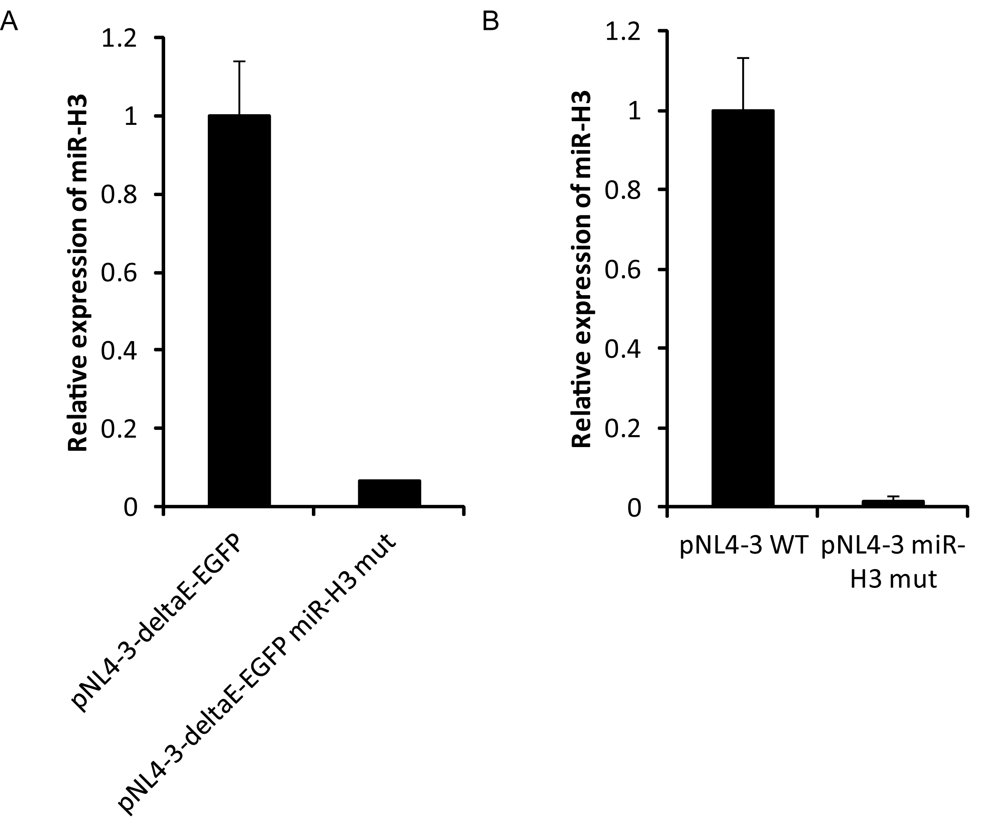 A
Relative expression of miR-H3
1.2
1
0.8
0.6
0.4
0.2
0
pNL4-3-deltaE-EGFP
pNL4-3-deltaE-EGFP miR-H3 mut
B
Relative expression of miR-H3
1.2
1
0.8
0.6
0.4
0.2
0
pNL4-3 WT
pNL4-3 miR-
H3 mut